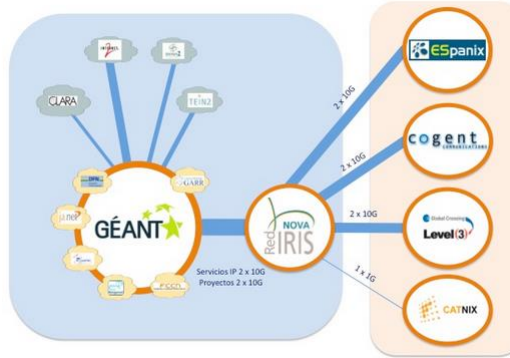 ESpanix
CLARA
TEIN2
2 x 10G
cogent
communications
2 x 10G
GARR
GÉANT
NOVA
Red IRIS
2 x 10G
Global Crossing
Level(3)
Servicios IP 2 x 10G
Proyectos 2 x 10G
1 x 1G
FCCN
CATNIX